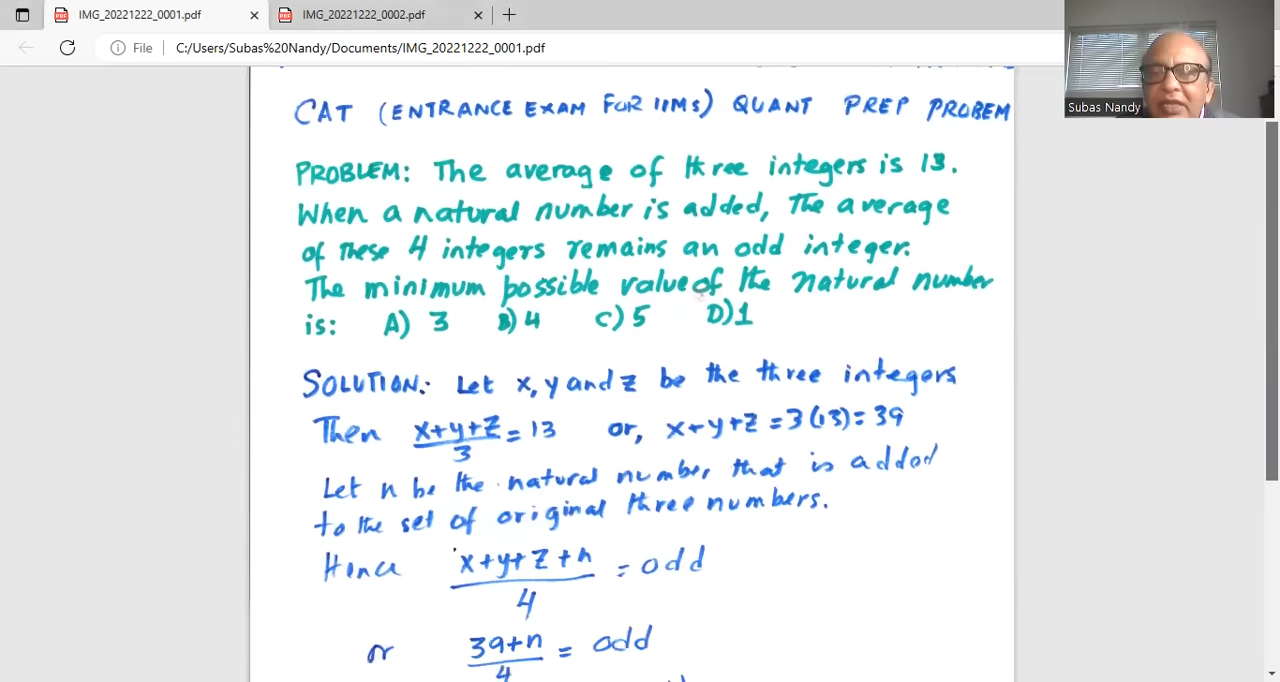 IMG_20221222_0001.pdf
IMG_20221222_0002.pdf
File
C:/Users/Subas%20Nandy/Documents/IMG_20221222_0001.pdf
Subas Nandy
CAT (ENTRANCE EXAM FOR IIMs) QUANT PREP PROBEM
PROBLEM: The average of three integers is 13.
When a natural number is added, The average
of These 4 integers remains an odd integer.
The minimum possible value of the natural number
is: A) 3 B) 4 C) 5 D) 1
SOLUTION: Let x, y and z be the three integers
Then x+y+z/3 = 13 or, x+y+z = 3(13) = 39
Let n be the natural number that is added
to the set of original three numbers.
Hence x+y+z+n/4 = odd
or 39+n/4 = odd